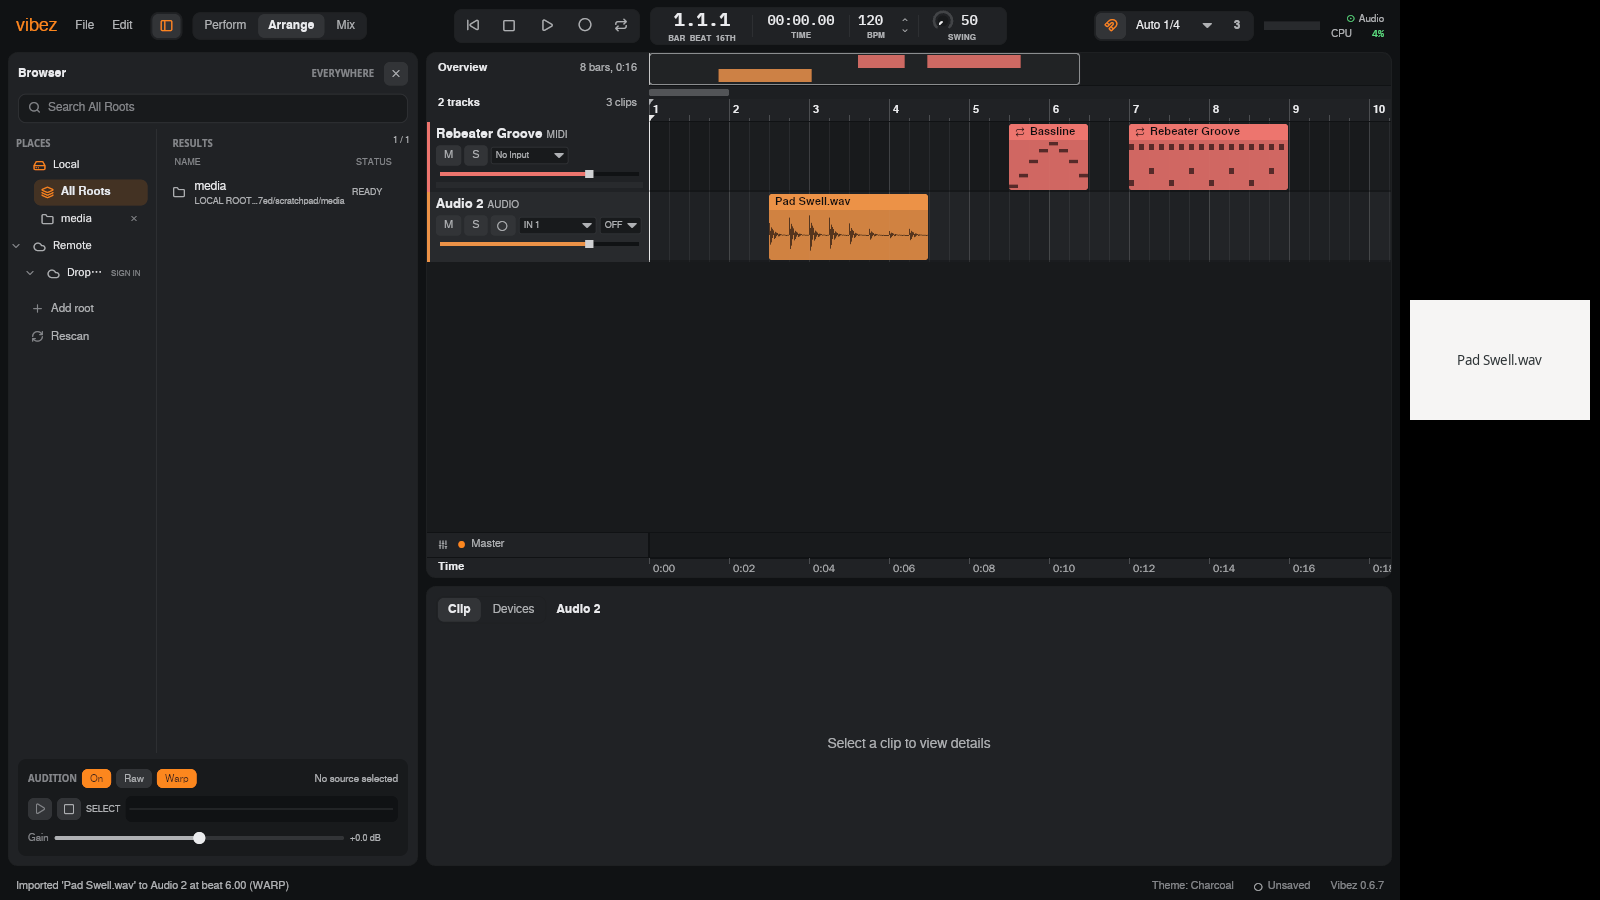 vibez File Edit Perform Arrange Mix
1.1.1 00:00.00 120 50
BAR BEAT 16TH TIME BPM SWING
Auto 1/4 3
Audio
CPU 4%
Browser EVERYWHERE
Search All Roots
PLACES
Local
All Roots
media
Remote
Drop··· SIGN IN
Add root
Rescan
RESULTS 1 / 1
NAME STATUS
media READY
LOCAL ROOT...7ed/scratchpad/media
AUDITION On Raw Warp No source selected
SELECT
Gain +0.0 dB
Overview 8 bars, 0:16
2 tracks 3 clips
1 2 3 4 5 6 7 8 9 10
Rebeater Groove MIDI
M S No Input
Bassline
Rebeater Groove
Audio 2 AUDIO
M S IN 1 OFF
Pad Swell.wav
Master
Time 0:00 0:02 0:04 0:06 0:08 0:10 0:12 0:14 0:16
Clip Devices Audio 2
Select a clip to view details
Imported 'Pad Swell.wav' to Audio 2 at beat 6.00 (WARP)
Theme: Charcoal Unsaved Vibez 0.6.7
Pad Swell.wav